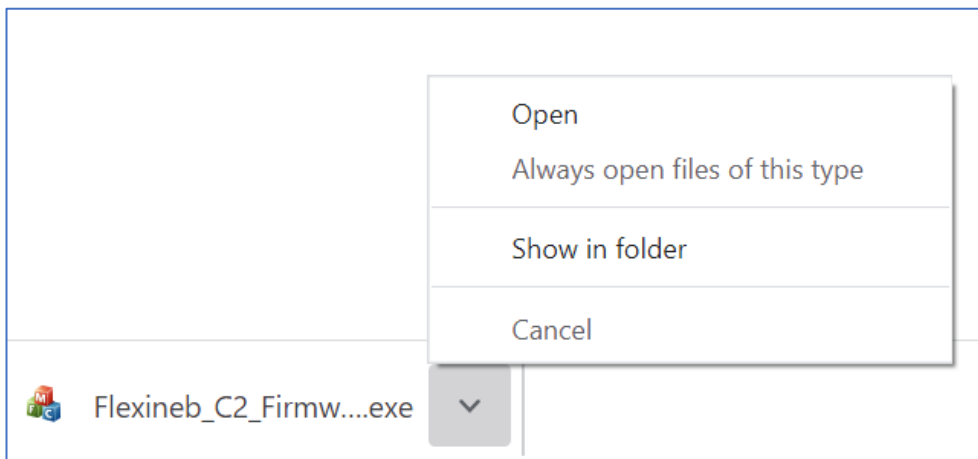 Open
Always open files of this type
Show in folder
Cancel
Flexineb_C2_Firmw....exe